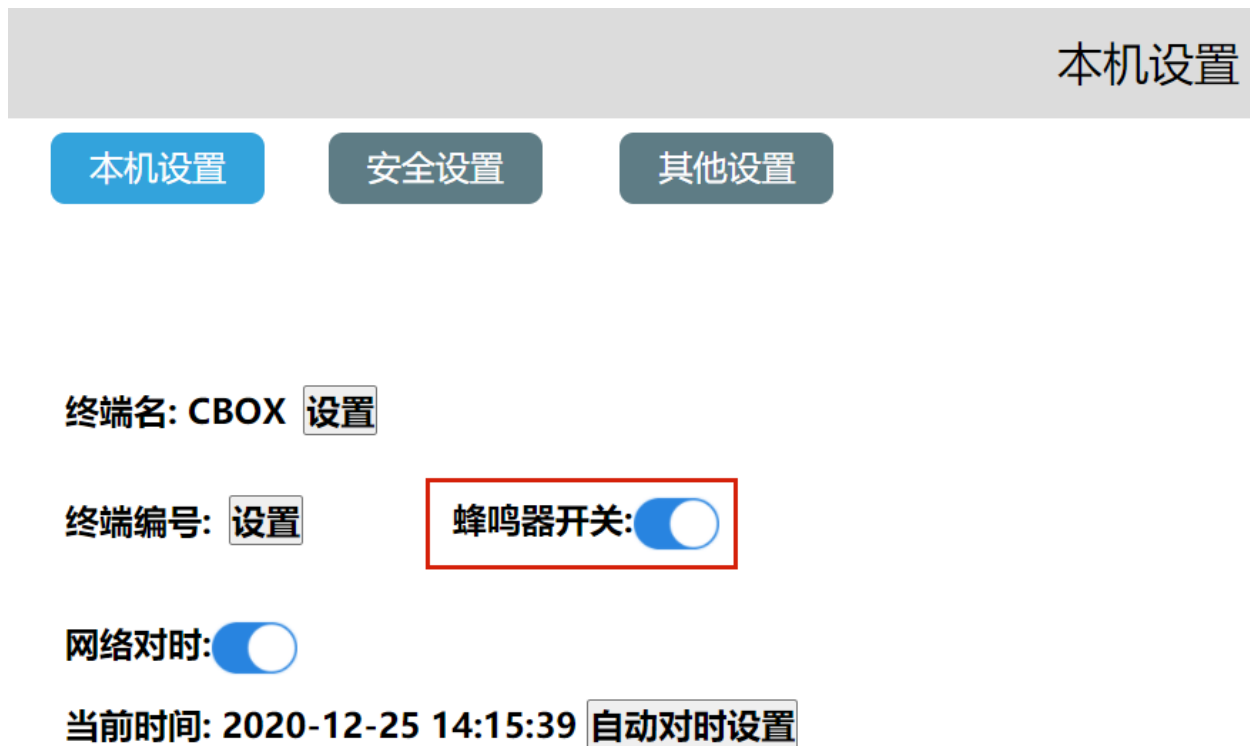 本机设置
本机设置 安全设置 其他设置
终端名: CBOX 设置
终端编号: 设置 蜂鸣器开关:
网络对时:
当前时间: 2020-12-25 14:15:39 自动对时设置